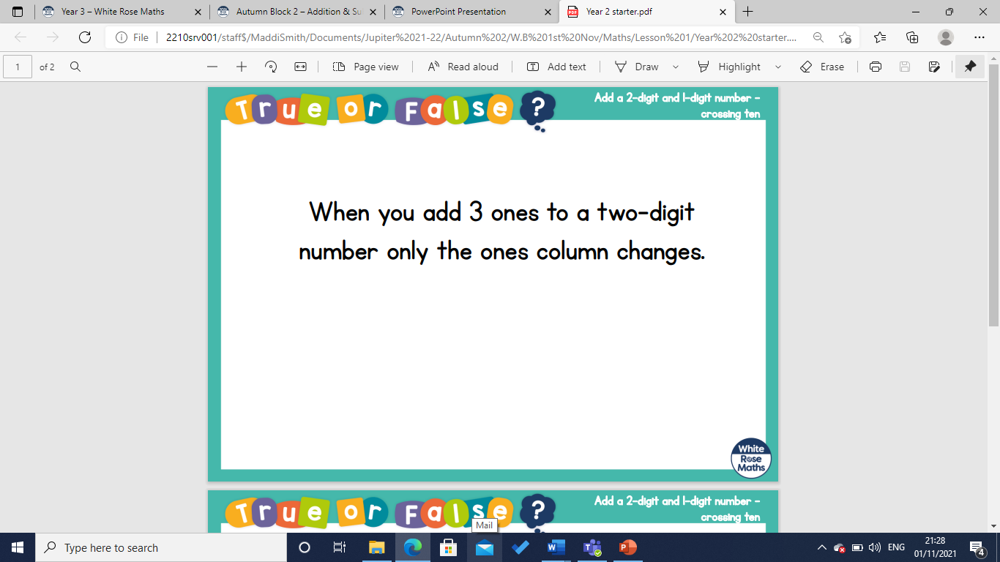 Year 3 – White Rose Maths
Autumn Block 2 – Addition & Su
PowerPoint Presentation
Year 2 starter.pdf
File
2210srv001/staff$/MaddiSmith/Documents/Jupiter%2021-22/Autumn%202/W.B%201st%20Nov/Maths/Lesson%201/Year%202%20starter....
1 of 2
Page view
Read aloud
Add text
Draw
Highlight
Erase
True or False ?
Add a 2-digit and 1-digit number –
crossing ten
When you add 3 ones to a two-digit
number only the ones column changes.
White
Rose
Maths
True or False ?
Add a 2-digit and 1-digit number –
crossing ten
Mail
Type here to search
ENG
21:28
01/11/2021
4